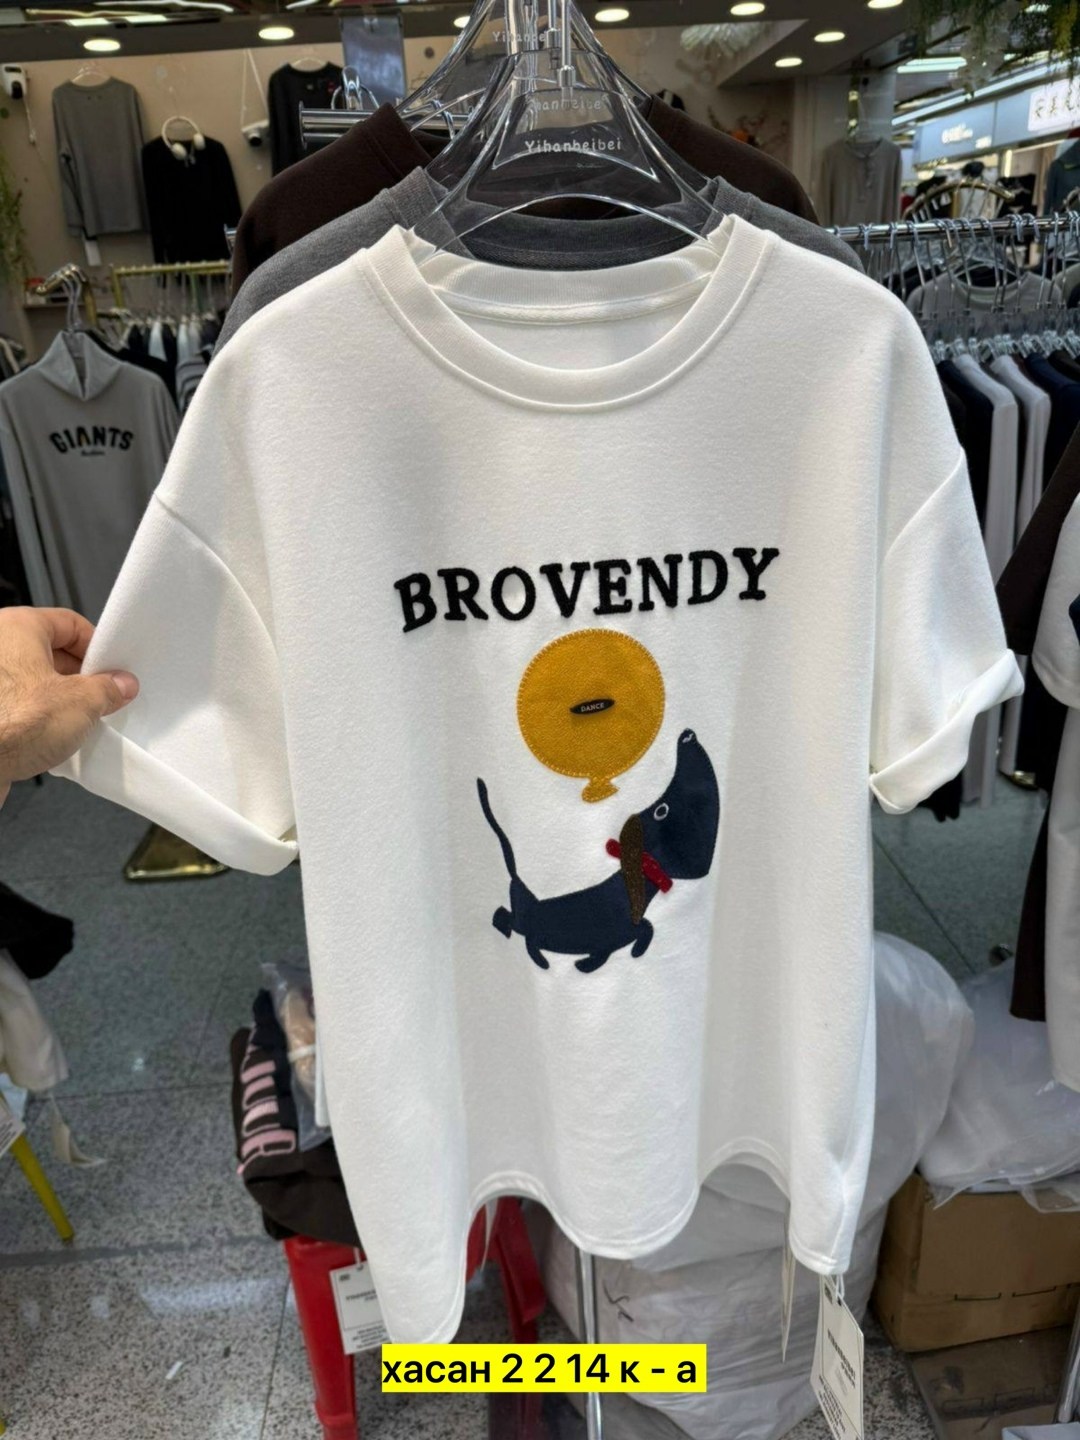 Yihanbeibei
GIANTS
BROVENDY
DANCE
хасан 2 2 14 к - а